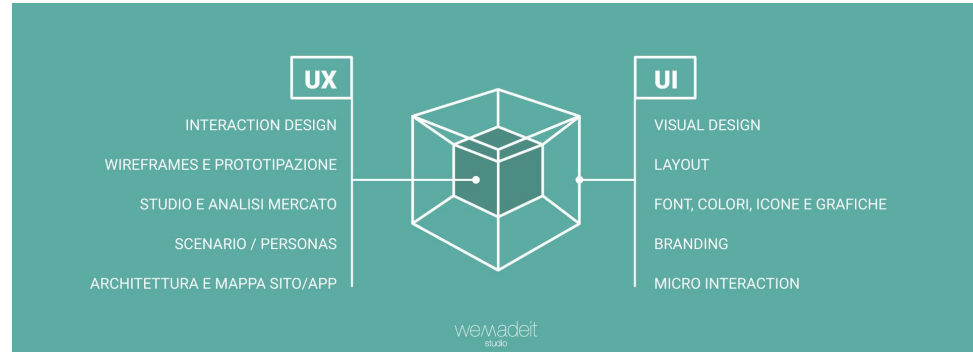 UX
INTERACTION DESIGN
WIREFRAMES E PROTOTIPAZIONE
STUDIO E ANALISI MERCATO
SCENARIO / PERSONAS
ARCHITETTURA E MAPPA SITO/APP
UI
VISUAL DESIGN
LAYOUT
FONT, COLORI, ICONE E GRAFICHE
BRANDING
MICRO INTERACTION
wemadeit
studio